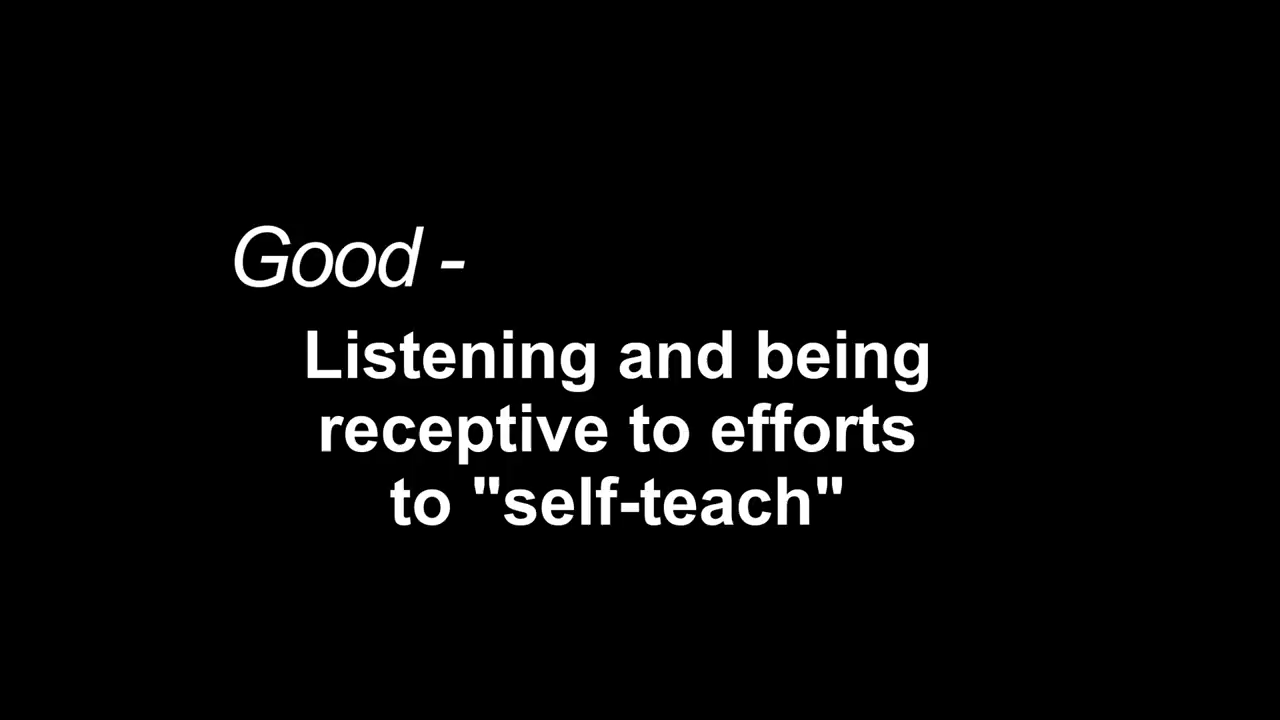 Good -
Listening and being
receptive to efforts
to "self-teach"